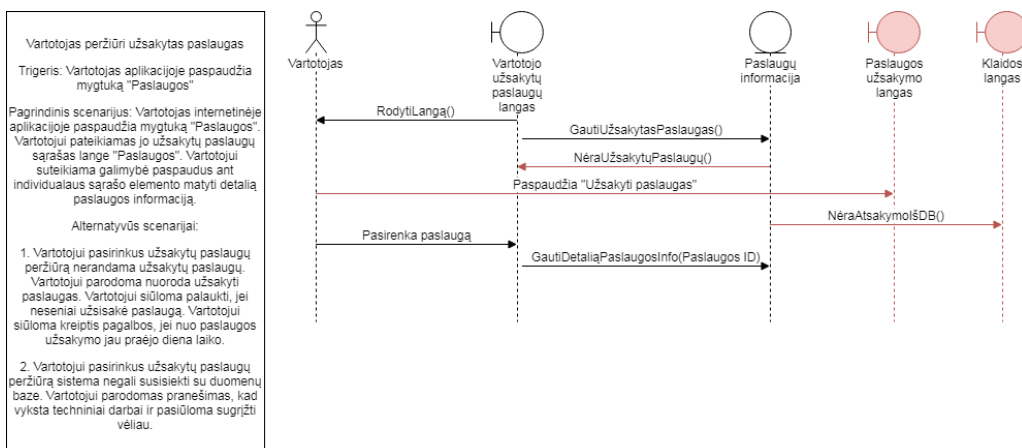 Vartotojas peržiūri užsakytas paslaugas
Trigeris: Vartotojas aplikacijoje paspaudžia
mygtuką "Paslaugos"
Pagrindinis scenarijus: Vartotojas internetinėje
aplikacijoje paspaudžia mygtuką "Paslaugos".
Vartotojui pateikiamas jo užsakytų paslaugų
sąrašas lange "Paslaugos". Vartotojui
suteikiama galimybė paspaudus ant
individualaus sąrašo elemento matyti detalią
paslaugos informaciją.
Alternatyvūs scenarijai:
1. Vartotojui pasirinkus užsakytų paslaugų
peržiūrą nerandama užsakytų paslaugų.
Vartotojui parodoma nuoroda užsakyti
paslaugas. Vartotojui siūloma palaukti, jei
neseniai užsisakė paslaugą. Vartotojui
siūloma kreiptis pagalbos, jei nuo paslaugos
užsakymo jau praėjo diena laiko.
2. Vartotojui pasirinkus užsakytų paslaugų
peržiūrą sistema negali susisiekti su duomenų
baze. Vartotojui parodomas pranešimas, kad
vyksta techniniai darbai ir pasiūloma sugrįžti
vėliau.
Vartotojas
Vartotojo
užsakytų
paslaugų
langas
Paslaugų
informacija
Paslaugos
užsakymo
langas
Klaidos
langas
RodytiLangą()
GautiUžsakytasPaslaugas()
NėraUžsakytųPaslaugų()
Paspaudžia "Užsakyti paslaugas"
NėraAtsakymoIšDB()
Pasirenka paslaugą
GautiDetaliąPaslaugosInfo(Paslaugos ID)